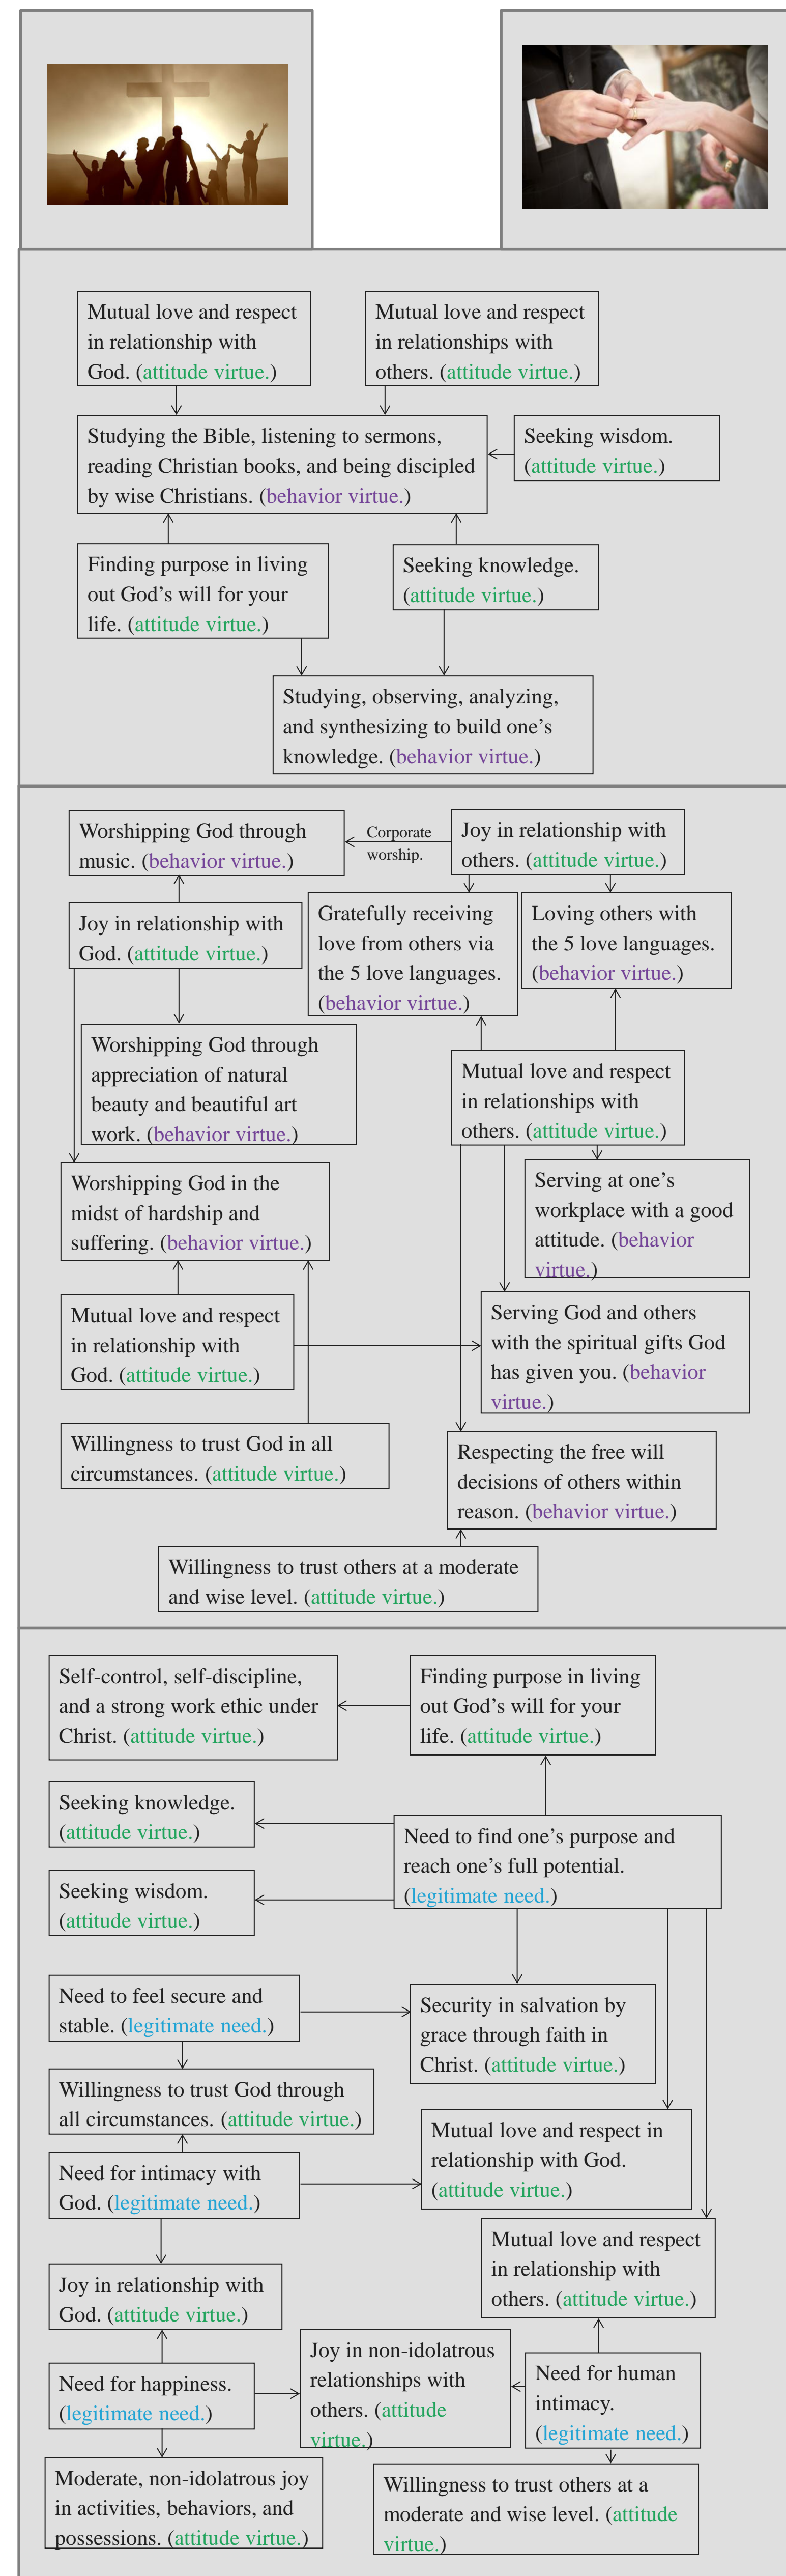 Mutual love and respect
in relationship with
God. (attitude virtue.)
Mutual love and respect
in relationships with
others. (attitude virtue.)
Studying the Bible, listening to sermons,
reading Christian books, and being discipled
by wise Christians. (behavior virtue.)
Seeking wisdom.
(attitude virtue.)
Finding purpose in living
out God’s will for your
life. (attitude virtue.)
Seeking knowledge.
(attitude virtue.)
Studying, observing, analyzing,
and synthesizing to build one’s
knowledge. (behavior virtue.)
Worshipping God through
music. (behavior virtue.)
Corporate
worship.
Joy in relationship with
others. (attitude virtue.)
Joy in relationship with
God. (attitude virtue.)
Gratefully receiving
love from others via
the 5 love languages.
(behavior virtue.)
Loving others with
the 5 love languages.
(behavior virtue.)
Worshipping God through
appreciation of natural
beauty and beautiful art
work. (behavior virtue.)
Mutual love and respect
in relationships with
others. (attitude virtue.)
Worshipping God in the
midst of hardship and
suffering. (behavior virtue.)
Serving at one’s
workplace with a good
attitude. (behavior
virtue.)
Mutual love and respect
in relationship with
God. (attitude virtue.)
Serving God and others
with the spiritual gifts God
has given you. (behavior
virtue.)
Willingness to trust God in all
circumstances. (attitude virtue.)
Respecting the free will
decisions of others within
reason. (behavior virtue.)
Willingness to trust others at a moderate
and wise level. (attitude virtue.)
Self-control, self-discipline,
and a strong work ethic under
Christ. (attitude virtue.)
Finding purpose in living
out God’s will for your
life. (attitude virtue.)
Seeking knowledge.
(attitude virtue.)
Need to find one’s purpose and
reach one’s full potential.
(legitimate need.)
Seeking wisdom.
(attitude virtue.)
Need to feel secure and
stable. (legitimate need.)
Security in salvation by
grace through faith in
Christ. (attitude virtue.)
Willingness to trust God through
all circumstances. (attitude virtue.)
Mutual love and respect in
relationship with God.
(attitude virtue.)
Need for intimacy with
God. (legitimate need.)
Mutual love and respect
in relationship with
others. (attitude virtue.)
Joy in relationship with
God. (attitude virtue.)
Joy in non-idolatrous
relationships with
others. (attitude
virtue.)
Need for human
intimacy.
(legitimate need.)
Need for happiness.
(legitimate need.)
Moderate, non-idolatrous joy
in activities, behaviors, and
possessions. (attitude virtue.)
Willingness to trust others at a
moderate and wise level. (attitude
virtue.)